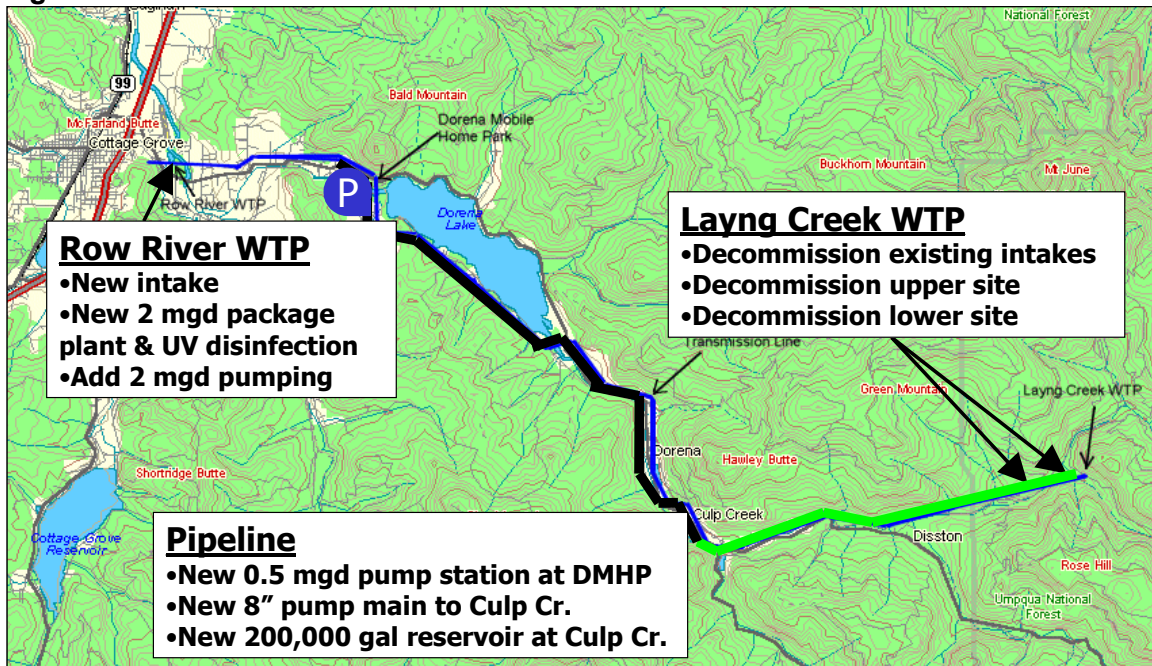 National Forest
99
Bald Mountain
McFarland Butte
Dorena Mobile
Home Park
Cottage Grove
Buckhorn Mountain
Mt June
P
Row River WTP
Dorena
Lake
Row River WTP
•New intake
•New 2 mgd package
plant & UV disinfection
•Add 2 mgd pumping
Layng Creek WTP
•Decommission existing intakes
•Decommission upper site
•Decommission lower site
Transmission Line
Green Mountain
Layng Creek WTP
Dorena
Hawley Butte
Shortridge Butte
Culp Creek
Disston
Cottage Grove
Reservoir
Rose Hill
Umpqua National
Forest
Pipeline
•New 0.5 mgd pump station at DMHP
•New 8” pump main to Culp Cr.
•New 200,000 gal reservoir at Culp Cr.